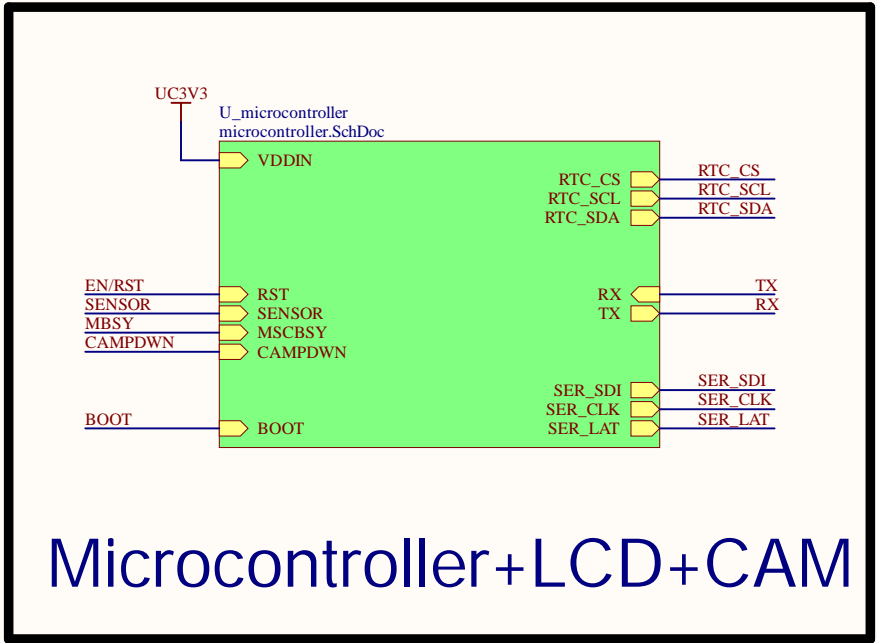 UC3V3
U_microcontroller
microcontroller.SchDoc
VDDIN
RTC_CS RTC_CS
RTC_SCL RTC_SCL
RTC_SDA RTC_SDA
EN/RST RST RX TX
SENSOR SENSOR TX RX
MBSY MSCBSY
CAMPDWN CAMPDWN
SER_SDI SER_SDI
SER_CLK SER_CLK
BOOT BOOT SER_LAT SER_LAT
Microcontroller+LCD+CAM